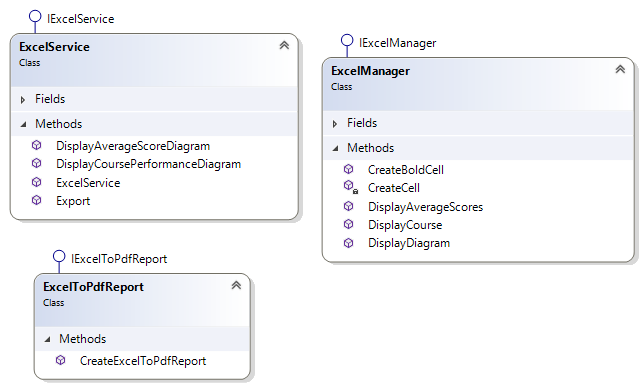 IExcelService
ExcelService
Class
Fields
Methods
DisplayAverageScoreDiagram
DisplayCoursePerformanceDiagram
ExcelService
Export
IExcelManager
ExcelManager
Class
Fields
Methods
CreateBoldCell
CreateCell
DisplayAverageScores
DisplayCourse
DisplayDiagram
IExcelToPdfReport
ExcelToPdfReport
Class
Methods
CreateExcelToPdfReport